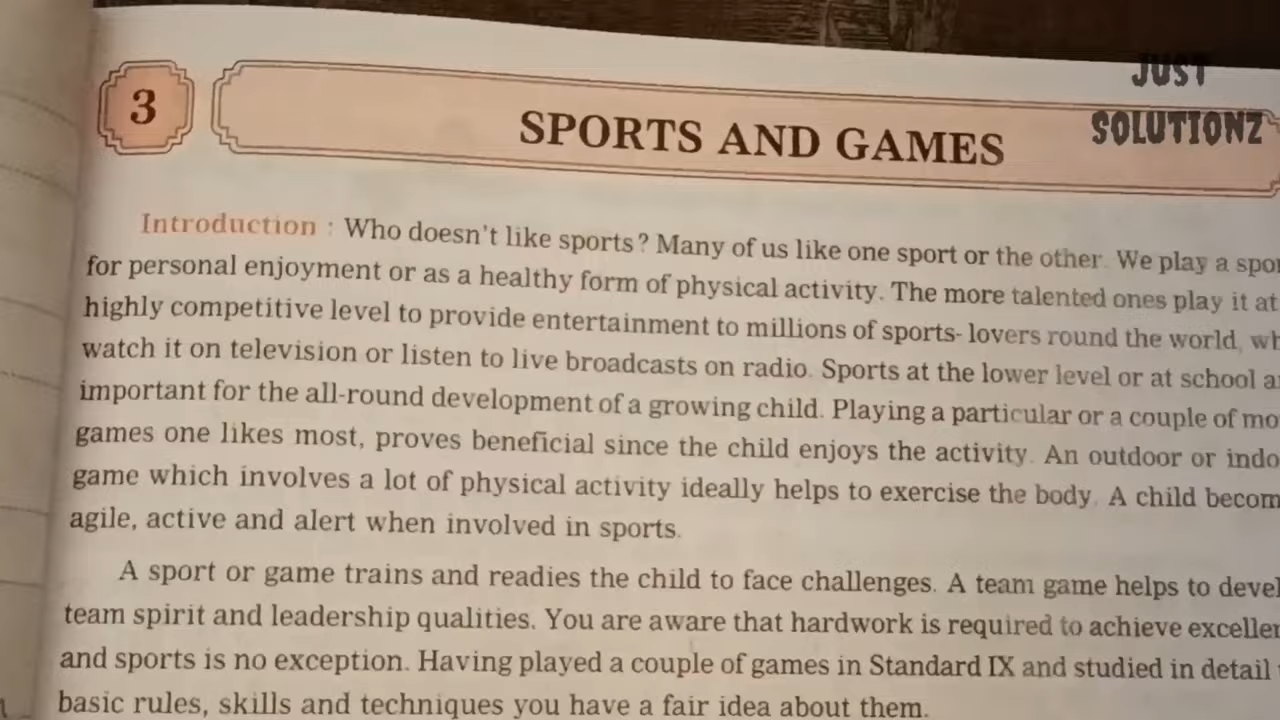 JUST
SOLUTIONZ
3
SPORTS AND GAMES
Introduction : Who doesn't like sports? Many of us like one sport or the other. We play a spor
for personal enjoyment or as a healthy form of physical activity. The more talented ones play it at
highly competitive level to provide entertainment to millions of sports- lovers round the world, wh
watch it on television or listen to live broadcasts on radio. Sports at the lower level or at school a
important for the all-round development of a growing child. Playing a particular or a couple of mo
games one likes most, proves beneficial since the child enjoys the activity. An outdoor or indo
game which involves a lot of physical activity ideally helps to exercise the body. A child becom
agile, active and alert when involved in sports.
A sport or game trains and readies the child to face challenges. A team game helps to devel
team spirit and leadership qualities. You are aware that hardwork is required to achieve excellen
and sports is no exception. Having played a couple of games in Standard IX and studied in detail
basic rules, skills and techniques you have a fair idea about them.